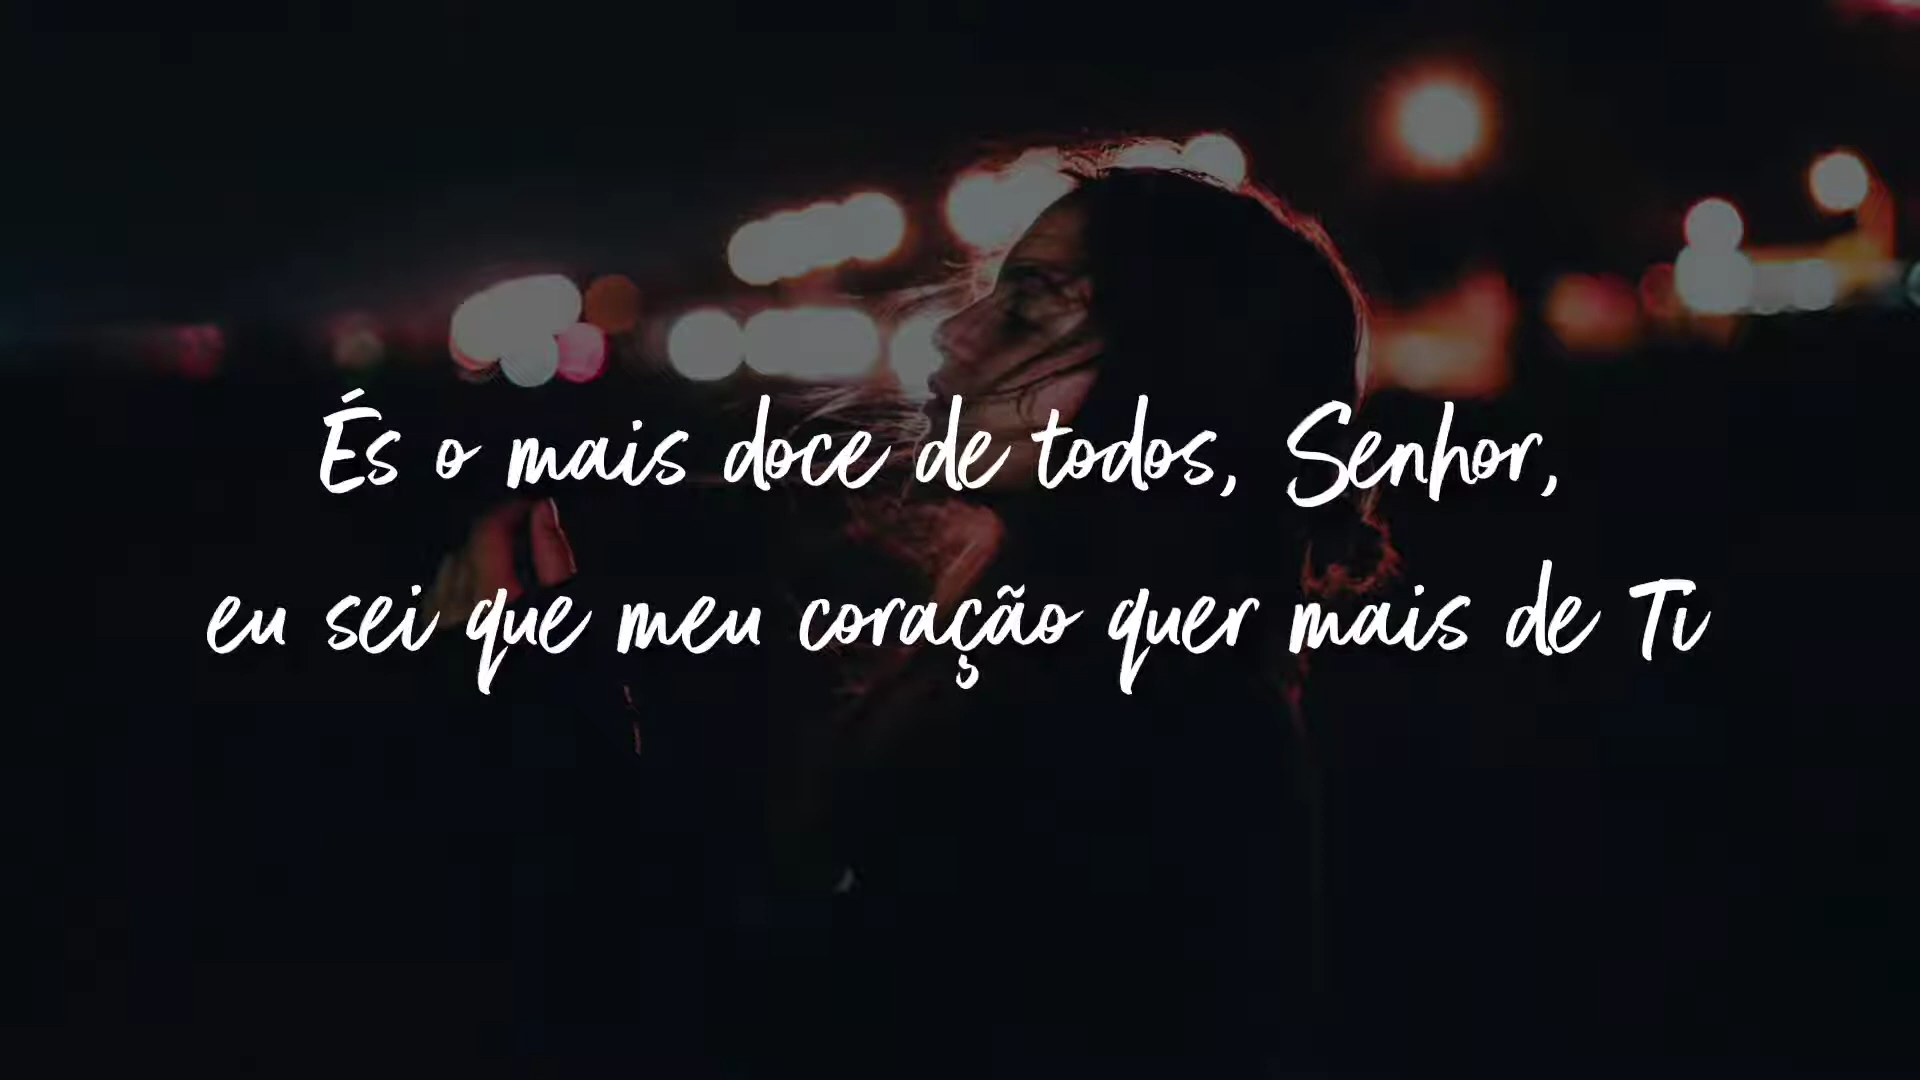 És o mais doce de todos, Senhor,
eu sei que meu coração quer mais de Ti